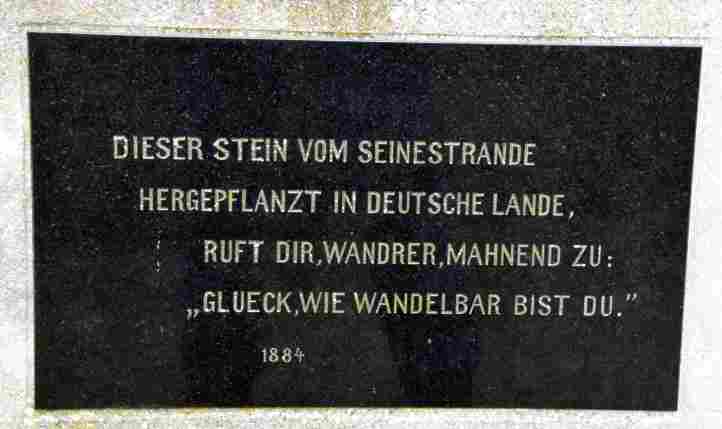 DIESER STEIN VOM SEINESTRANDE
HERGEPFLANZT IN DEUTSCHE LANDE,
RUFT DIR, WANDRER, MAHNEND ZU:
„GLUECK, WIE WANDELBAR BIST DU.”
1884